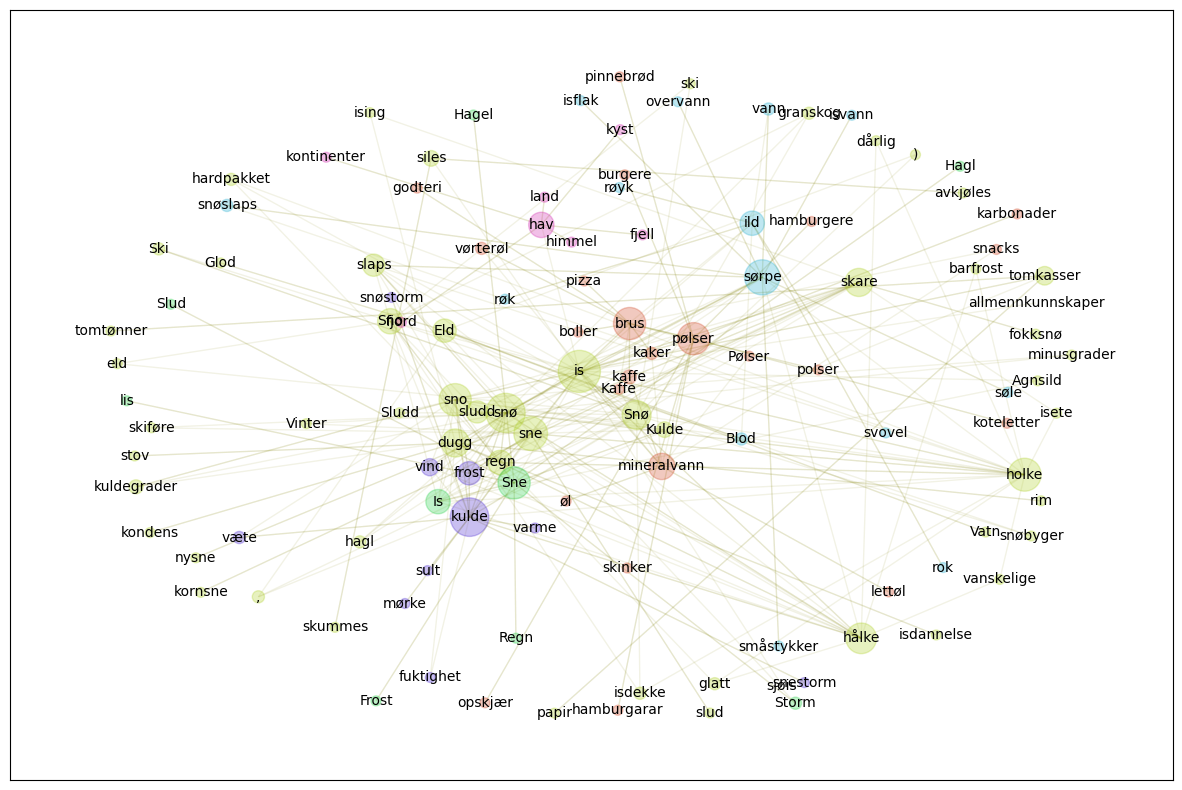 pinnebrød
ski
isflak
overvann
ising
Hagel
vann
granskog
isvann
kyst
dårlig
)
kontinenter
siles
Hagl
hardpakket
godteri
burgere
røyk
avkjøles
snøslaps
land
karbonader
hav
ild
hamburgere
himmel
fjell
Ski
vørterøl
snacks
Glod
slaps
barfrost
tomkasser
pizza
sørpe
skare
snøstorm
røk
Slud
allmennkunnskaper
Sno
fjord
brus
tomtønner
Eld
boller
fokksnø
pølser
kaker
Pølser
minusgrader
eld
is
kaffe
polser
Agnsild
Kaffe
søle
Iis
sno
sludd
snø
Sludd
Snø
isete
skiføre
Vinter
Kulde
koteletter
sne
Blod
svovel
dugg
stov
regn
vind
frost
mineralvann
holke
kuldegrader
Sne
Is
øl
rim
kulde
varme
kondens
væte
hagl
Vatn
snøbyger
nysne
sult
skinker
rok
vanskelige
kornsne
,
mørke
lettøl
skummes
Regn
hålke
isdannelse
småstykker
fuktighet
glatt
sjøis
snestorm
isdekke
Frost
opskjær
Storm
papir
hamburgarar
slud